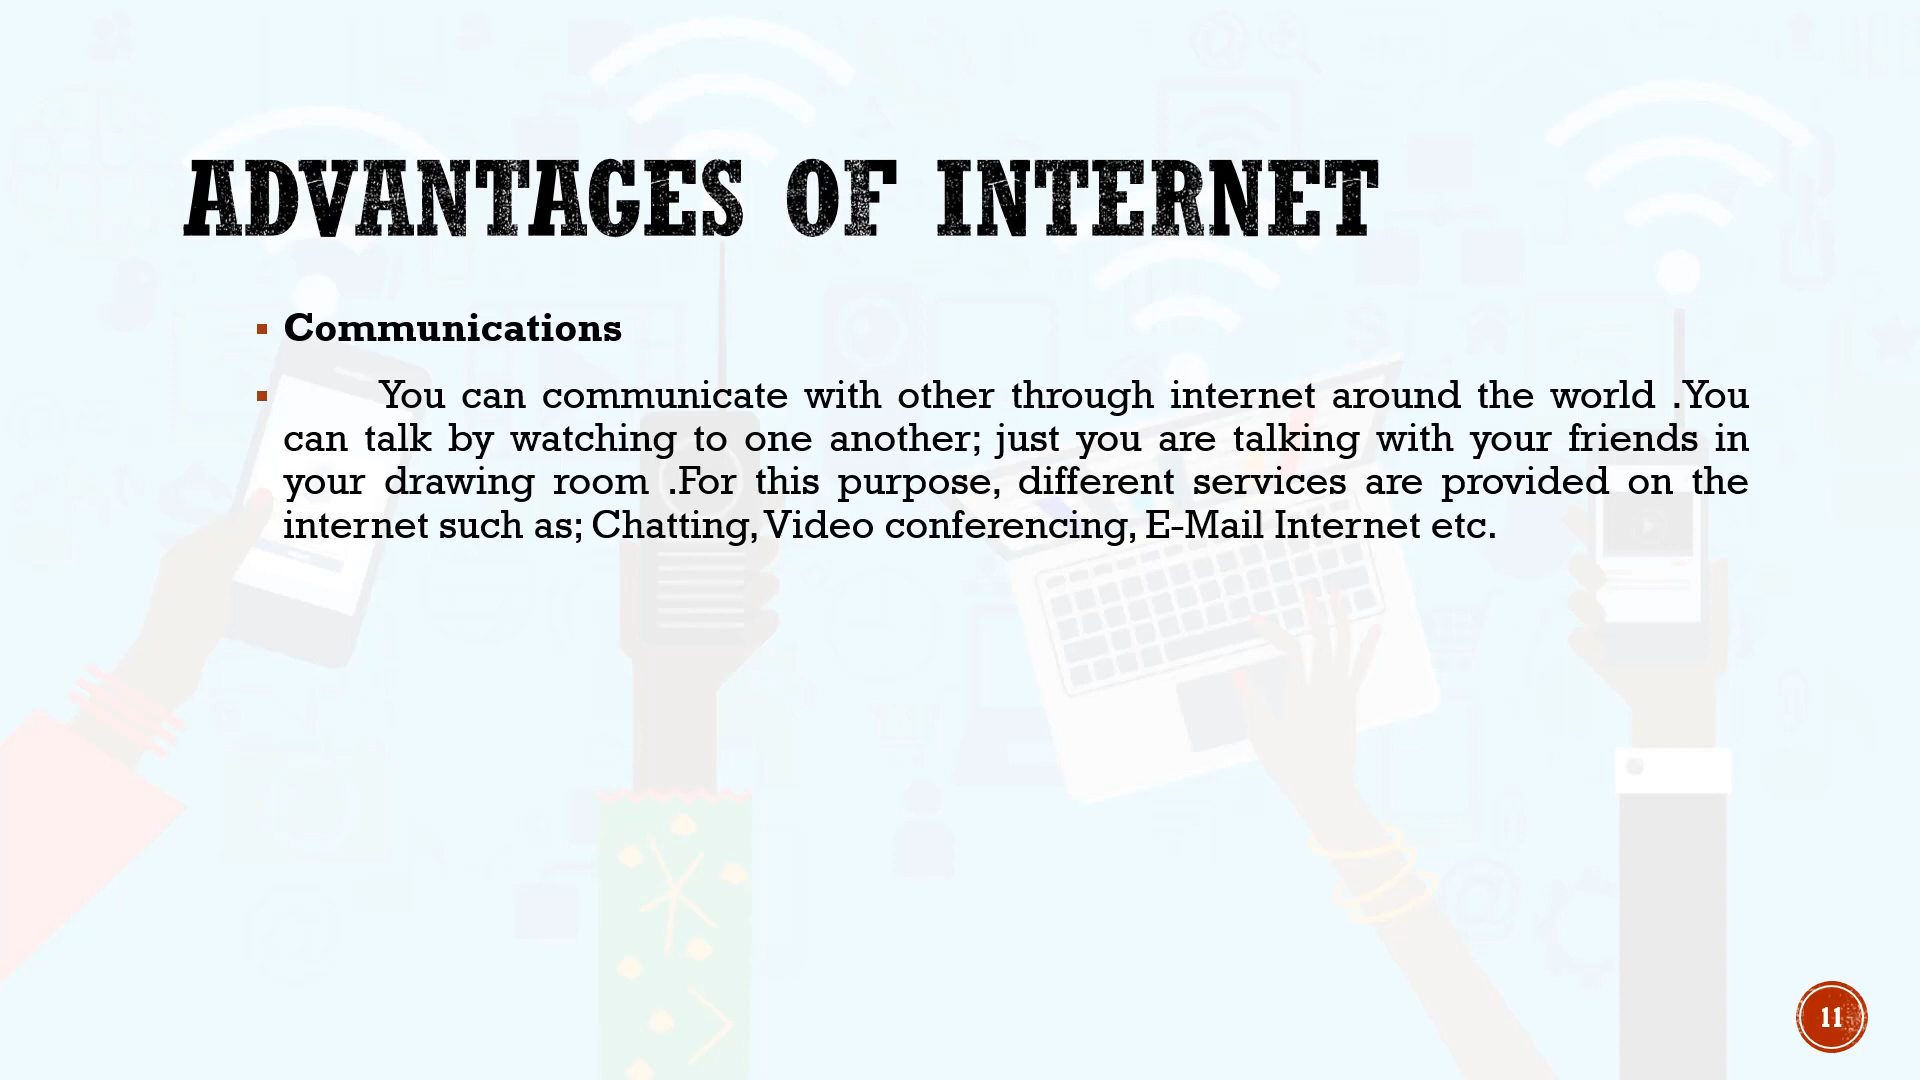 ADVANTAGES OF INTERNET
▪ Communications
▪ You can communicate with other through internet around the world .You
can talk by watching to one another; just you are talking with your friends in
your drawing room .For this purpose, different services are provided on the
internet such as; Chatting, Video conferencing, E-Mail Internet etc.
11